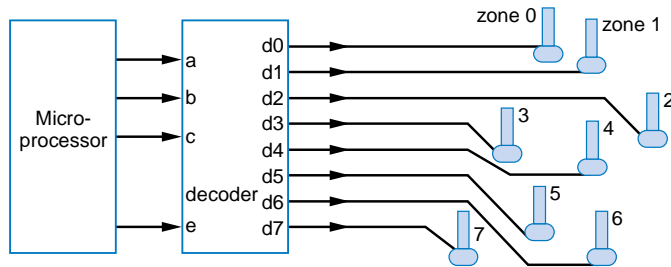 Micro-
processor
a
b
c
e
decoder
d0
d1
d2
d3
d4
d5
d6
d7
zone 0
zone 1
2
3
4
5
6
7